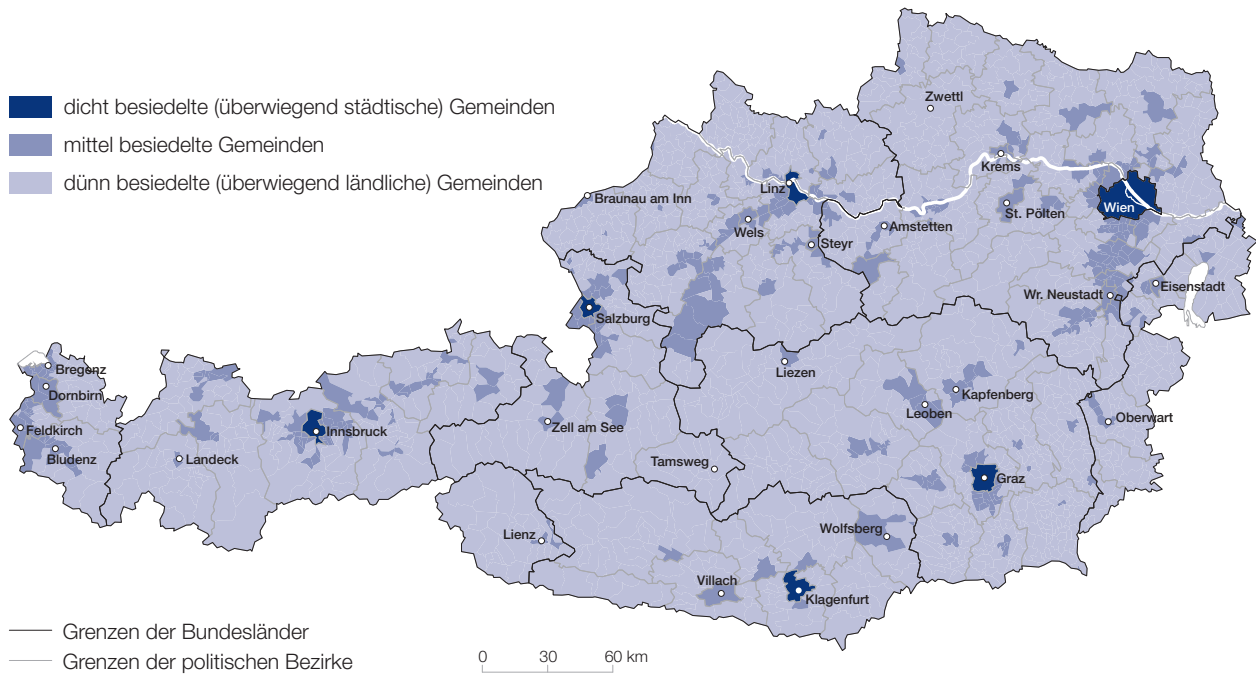 dicht besiedelte (überwiegend städtische) Gemeinden
mittel besiedelte Gemeinden
dünn besiedelte (überwiegend ländliche) Gemeinden
Zwettl
Krems
Linz
Braunau am Inn
Wien
St. Pölten
Wels
Amstetten
Steyr
Eisenstadt
Wr. Neustadt
Salzburg
Bregenz
Liezen
Dornbirn
Kapfenberg
Leoben
Oberwart
Feldkirch
Innsbruck
Zell am See
Bludenz
Landeck
Tamsweg
Graz
Wolfsberg
Lienz
Villach
Klagenfurt
Grenzen der Bundesländer
Grenzen der politischen Bezirke
0 30 60 km